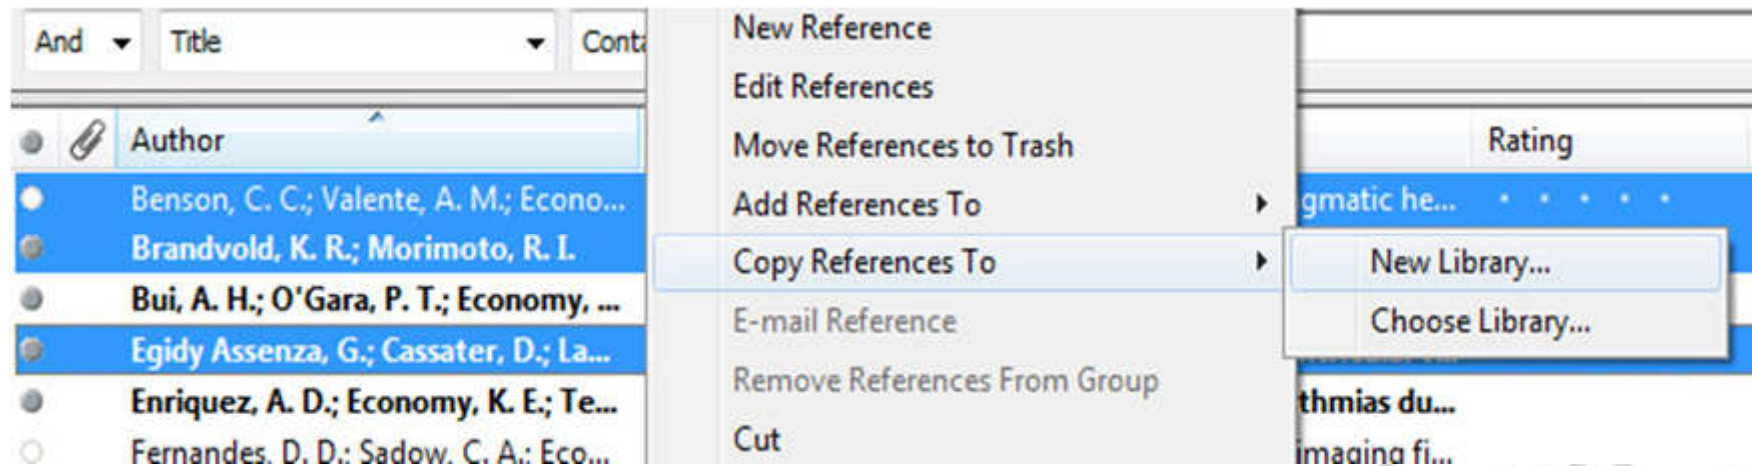 And Title Conta
New Reference
Edit References
Author
Move References to Trash
Rating
Benson, C. C.; Valente, A. M.; Econo...
Add References To
gmatic he...
Brandvold, K. R.; Morimoto, R. I.
Copy References To
New Library...
Bui, A. H.; O'Gara, P. T.; Economy, ...
E-mail Reference
Choose Library...
Egidy Assenza, G.; Cassater, D.; La...
Remove References From Group
Enriquez, A. D.; Economy, K. E.; Te...
thmias du...
Cut
Fernandes, D. D.; Sadow, C. A.; Eco...
imaging fi...